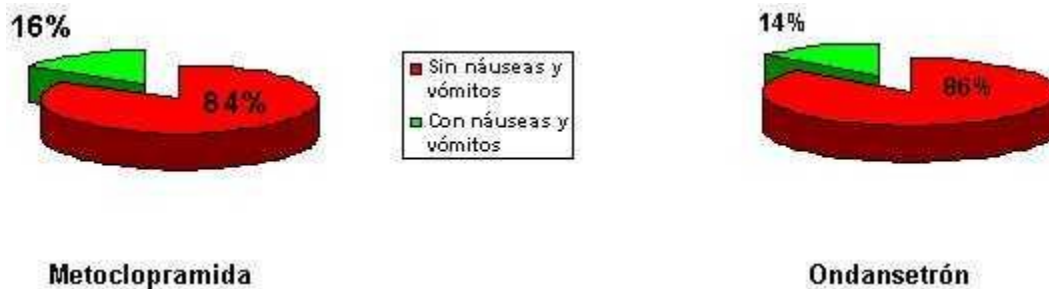 16%
84%
Sin náuseas y
vómitos
Con náuseas y
vómitos
14%
86%
Metoclopramida
Ondansetrón